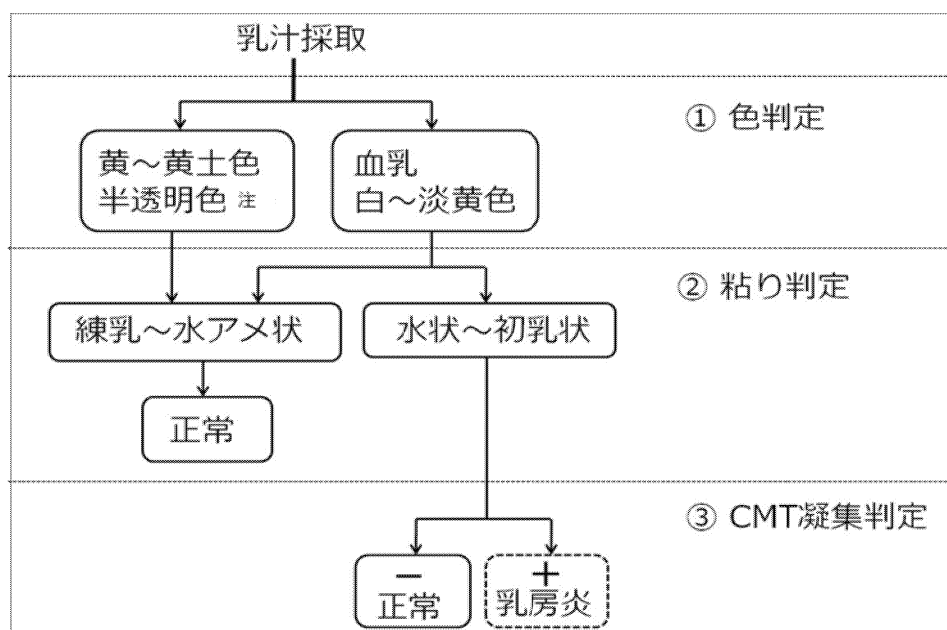 乳汁採取
① 色判定
黄～黄土色
半透明色 注
血乳
白～淡黄色
② 粘り判定
練乳～水アメ状
水状～初乳状
正常
③ CMT凝集判定
－
正常
＋
乳房炎